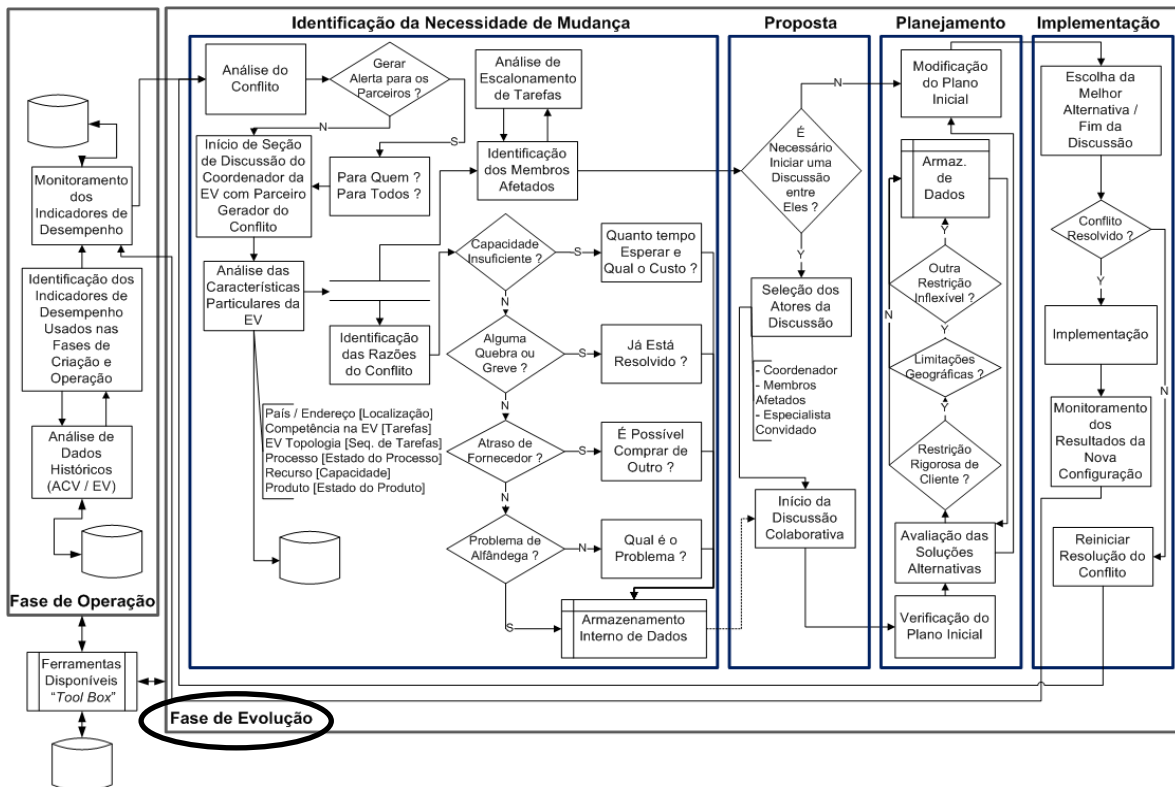 Identificação da Necessidade de Mudança
Proposta
Planejamento
Implementação
Monitoramento
dos
Indicadores de
Desempenho
Identificação dos
Indicadores de
Desempenho
Usados nas
Fases de
Criação e
Operação
Análise de
Dados
Históricos
(ACV / EV)
Fase de Operação
Ferramentas
Disponíveis
“Tool Box”
Análise do
Conflito
Gerar
Alerta para os
Parceiros ?
N
S
Início de Seção
de Discussão do
Coordenador da
EV com Parceiro
Gerador do
Conflito
Para Quem ?
Para Todos ?
Análise de
Escalonamento
de Tarefas
Identificação
dos Membros
Afetados
Análise das
Características
Particulares da
EV
Identificação
das Razões
do Conflito
País / Endereço [Localização]
Competência na EV [Tarefas]
EV Topologia [Seq. de Tarefas]
Processo [Estado do Processo]
Recurso [Capacidade]
Produto [Estado do Produto]
Capacidade
Insuficiente ?
S
Quanto tempo
Esperar e
Qual o Custo ?
N
Alguma
Quebra ou
Greve ?
S
Já Está
Resolvido ?
N
Atraso de
Fornecedor ?
S
É Possível
Comprar de
Outro ?
N
Problema de
Alfândega ?
N
Qual é o
Problema ?
S
Armazenamento
Interno de Dados
É
Necessário
Iniciar uma
Discussão
entre
Eles ?
N
Y
Seleção dos
Atores da
Discussão
- Coordenador
- Membros
Afetados
- Especialista
Convidado
Início da
Discussão
Colaborativa
Modificação
do Plano
Inicial
Armaz.
de
Dados
Y
Outra
Restrição
Inflexível ?
N
Y
Limitações
Geográficas ?
Y
Restrição
Rigorosa de
Cliente ?
Y
Avaliação das
Soluções
Alternativas
Verificação do
Plano Inicial
Escolha da
Melhor
Alternativa /
Fim da
Discussão
Conflito
Resolvido ?
Y
N
Implementação
Monitoramento
dos
Resultados da
Nova
Configuração
Reiniciar
Resolução do
Conflito
Fase de Evolução